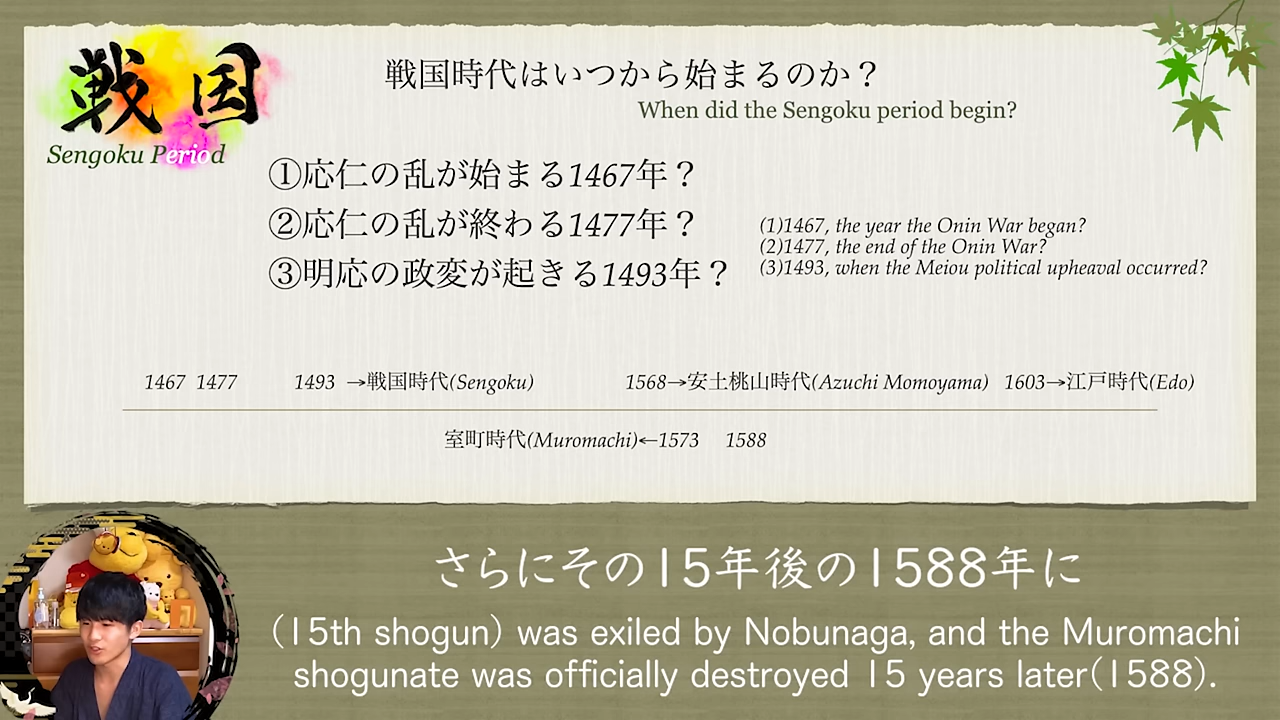 戦国
Sengoku Period
戦国時代はいつから始まるのか？
When did the Sengoku period begin?
①応仁の乱が始まる1467年？
②応仁の乱が終わる1477年？
③明応の政変が起きる1493年？
(1)1467, the year the Onin War began?
(2)1477, the end of the Onin War?
(3)1493, when the Meiou political upheaval occurred?
1467 1477 1493 →戦国時代(Sengoku) 1568→安土桃山時代(Azuchi Momoyama) 1603→江戸時代(Edo)
室町時代(Muromachi)←1573 1588
さらにその15年後の1588年に
(15th shogun) was exiled by Nobunaga, and the Muromachi
shogunate was officially destroyed 15 years later(1588).